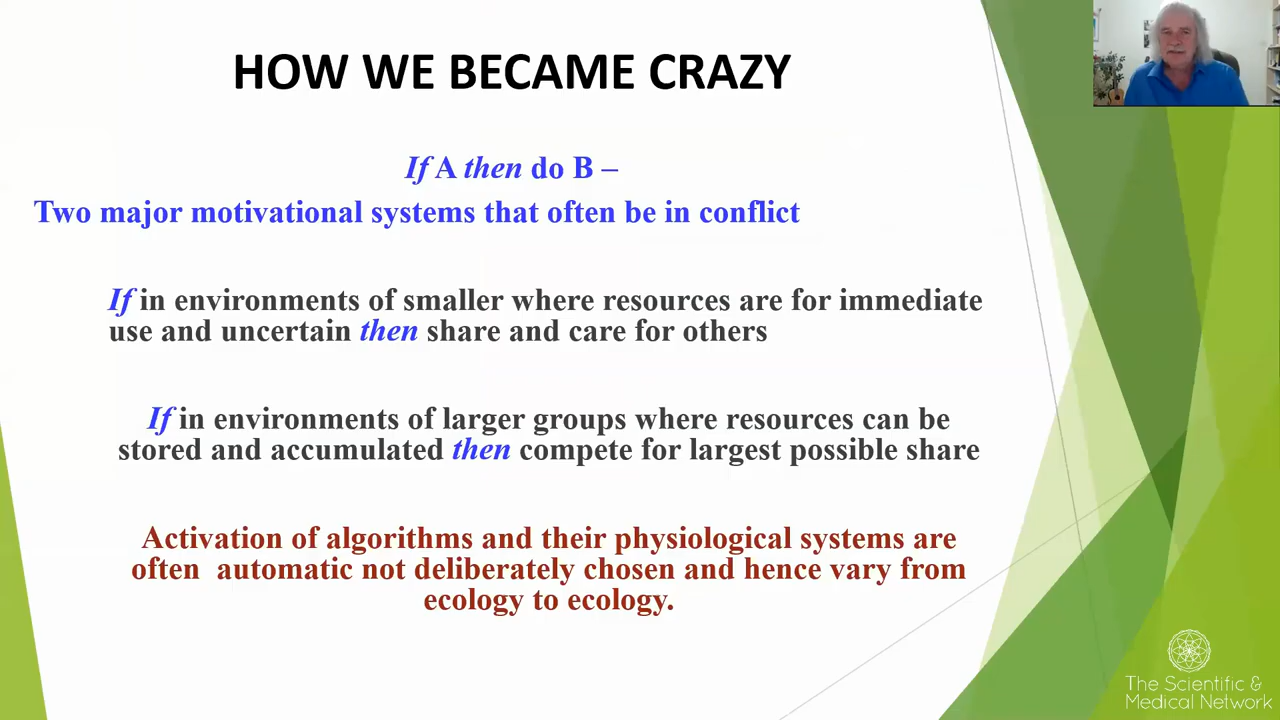 HOW WE BECAME CRAZY
If A then do B –
Two major motivational systems that often be in conflict
If in environments of smaller where resources are for immediate
use and uncertain then share and care for others
If in environments of larger groups where resources can be
stored and accumulated then compete for largest possible share
Activation of algorithms and their physiological systems are
often automatic not deliberately chosen and hence vary from
ecology to ecology.
The Scientific &
Medical Network